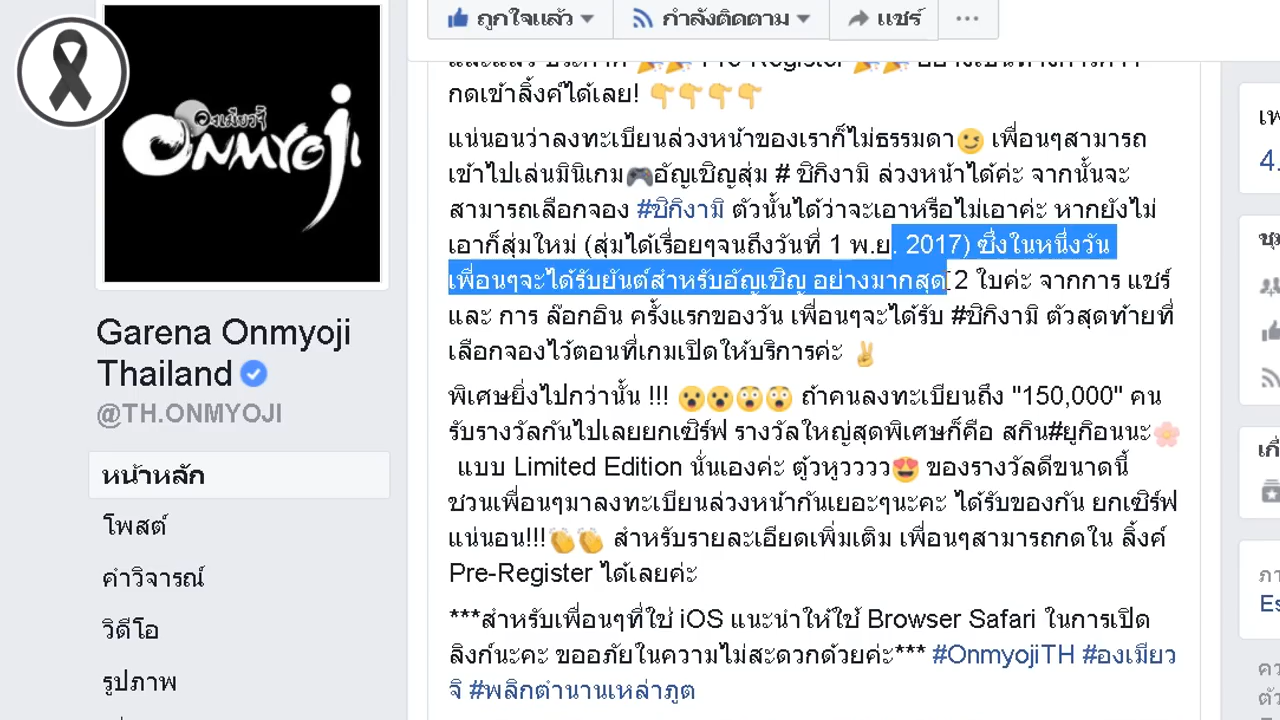 ถูกใจแล้ว
กำลังติดตาม
แชร์
Pre-Register
กดเข้าลิ้งค์ได้เลย! 👇👇👇👇
แน่นอนว่าลงทะเบียนล่วงหน้าของเราก็ไม่ธรรมดา😉 เพื่อนๆสามารถ
เข้าไปเล่นมินิเกม🎮อัญเชิญสุ่ม # ชิกิงามิ ล่วงหน้าได้ค่ะ จากนั้นจะ
สามารถเลือกจอง #ชิกิงามิ ตัวนั้นได้ว่าจะเอาหรือไม่เอาค่ะ หากยังไม่
เอาก็สุ่มใหม่ (สุ่มได้เรื่อยๆจนถึงวันที่ 1 พ.ย. 2017) ซึ่งในหนึ่งวัน
เพื่อนๆจะได้รับยันต์สำหรับอัญเชิญ อย่างมากสุด 2 ใบค่ะ จากการ แชร์
และ การ ล๊อกอิน ครั้งแรกของวัน เพื่อนๆจะได้รับ #ชิกิงามิ ตัวสุดท้ายที่
เลือกจองไว้ตอนที่เกมเปิดให้บริการค่ะ ✌
พิเศษยิ่งไปกว่านั้น !!! 😮😮😲😲 ถ้าคนลงทะเบียนถึง "150,000" คน
รับรางวัลกันไปเลยยกเซิร์ฟ รางวัลใหญ่สุดพิเศษก็คือ สกิน#ยูกิอนนะ🌸
แบบ Limited Edition นั่นเองค่ะ ตู้วหูวววว😍 ของรางวัลดีขนาดนี้
ชวนเพื่อนๆมาลงทะเบียนล่วงหน้ากันเยอะๆนะคะ ได้รับของกัน ยกเซิร์ฟ
แน่นอน!!!👏👏 สำหรับรายละเอียดเพิ่มเติม เพื่อนๆสามารถกดใน ลิ้งค์
Pre-Register ได้เลยค่ะ
***สำหรับเพื่อนๆที่ใช้ iOS แนะนำให้ใช้ Browser Safari ในการเปิด
ลิงก์นะคะ ขออภัยในความไม่สะดวกด้วยค่ะ*** #OnmyojiTH #องเมียว
จิ #พลิกตำนานเหล่าภูต
องเมียวจิ
ONMYOJI
Garena Onmyoji
Thailand
@TH.ONMYOJI
หน้าหลัก
โพสต์
คำวิจารณ์
วิดีโอ
รูปภาพ